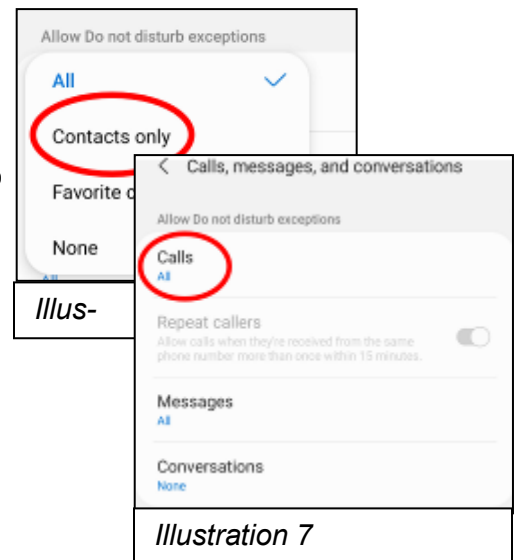 Allow Do not disturb exceptions
All
Contacts only
Favorite
None
Illus-
< Calls, messages, and conversations
Allow Do not disturb exceptions
Calls
All
Repeat callers
Allow calls when they're received from the same
phone number more than once within 15 minutes.
Messages
All
Conversations
None
Illustration 7